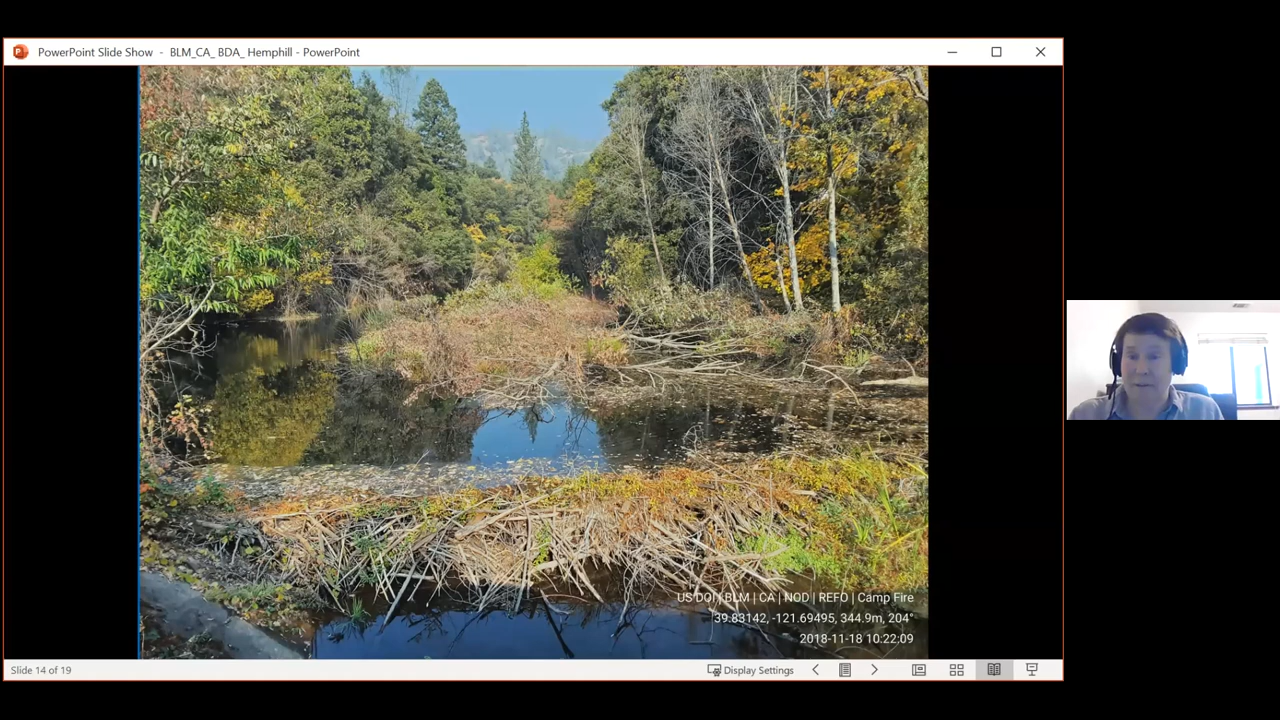 PowerPoint Slide Show - BLM_CA_ BDA_ Hemphill - PowerPoint
US DOI | BLM | CA | NOD | REFO | Camp Fire
39.83142, -121.69495, 344.9m, 204°
2018-11-18 10:22:09
Slide 14 of 19
Display Settings